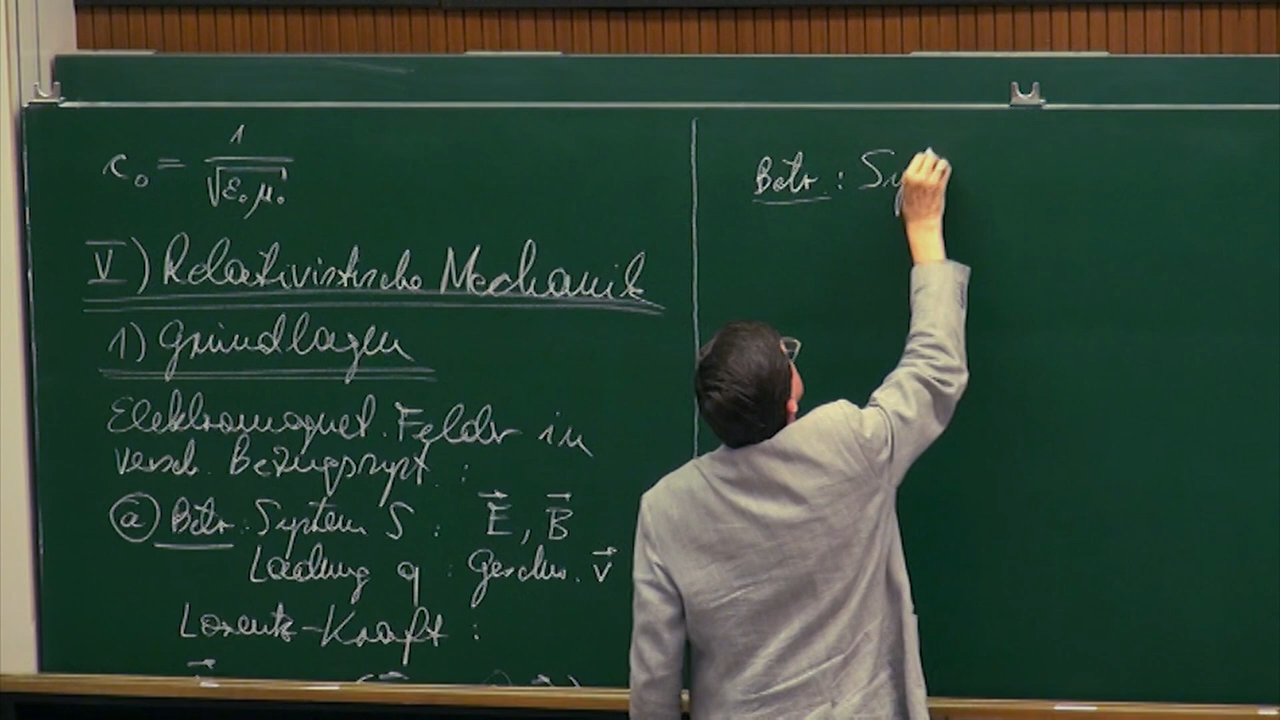 c₀ = 1/√ε₀μ₀
V) Relativistische Mechanik
1) Grundlagen
Elektromagnet. Felder in
versch. Bezugssyst. :
ⓐ Betr. System S : E⃗, B⃗
Ladung q : Geschw. v⃗
Lorentz-Kraft :
Betr. : Sy